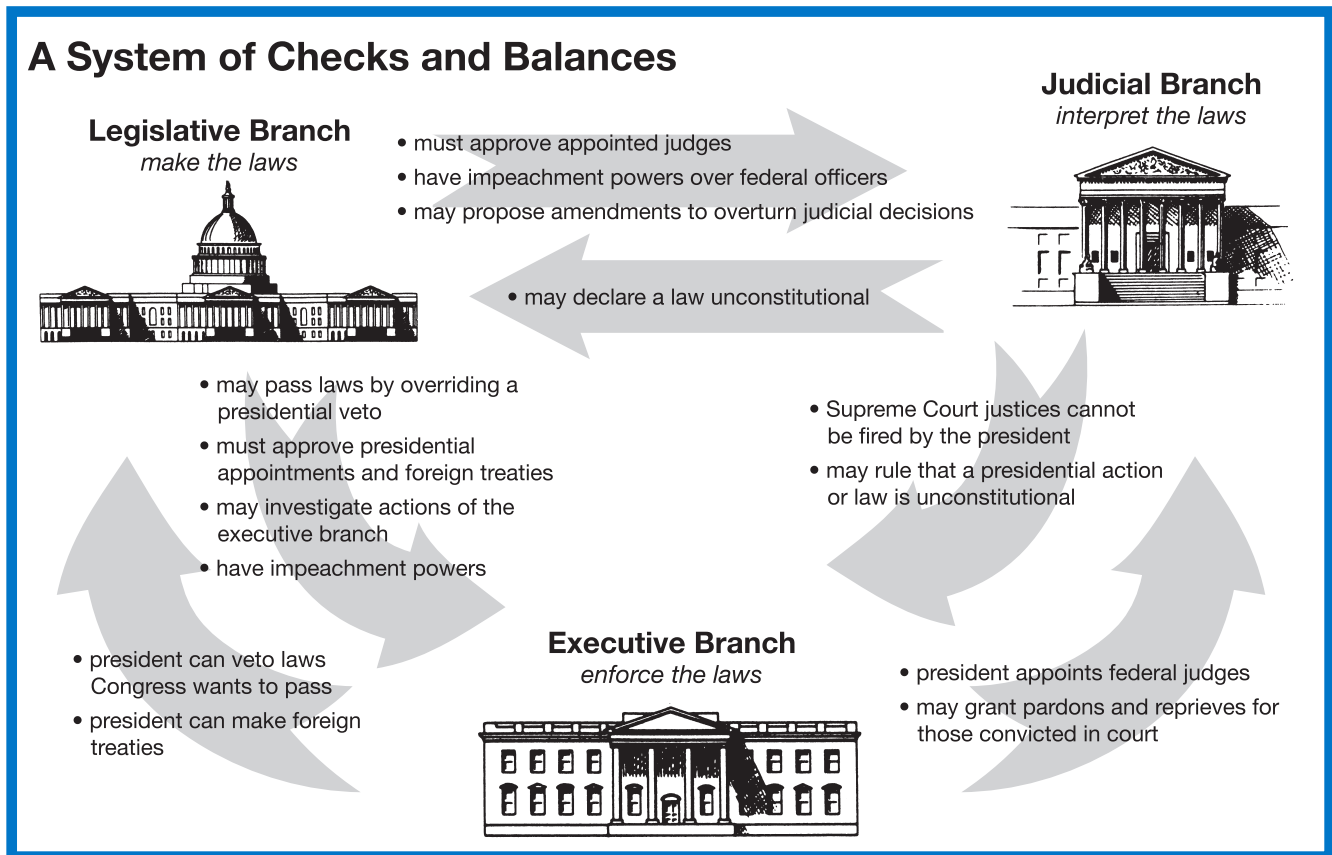 A System of Checks and Balances
Legislative Branch
make the laws
• must approve appointed judges
• have impeachment powers over federal officers
• may propose amendments to overturn judicial decisions
Judicial Branch
interpret the laws
• may declare a law unconstitutional
• may pass laws by overriding a
presidential veto
• must approve presidential
appointments and foreign treaties
• may investigate actions of the
executive branch
• have impeachment powers
• Supreme Court justices cannot
be fired by the president
• may rule that a presidential action
or law is unconstitutional
• president can veto laws
Congress wants to pass
• president can make foreign
treaties
Executive Branch
enforce the laws
• president appoints federal judges
• may grant pardons and reprieves for
those convicted in court